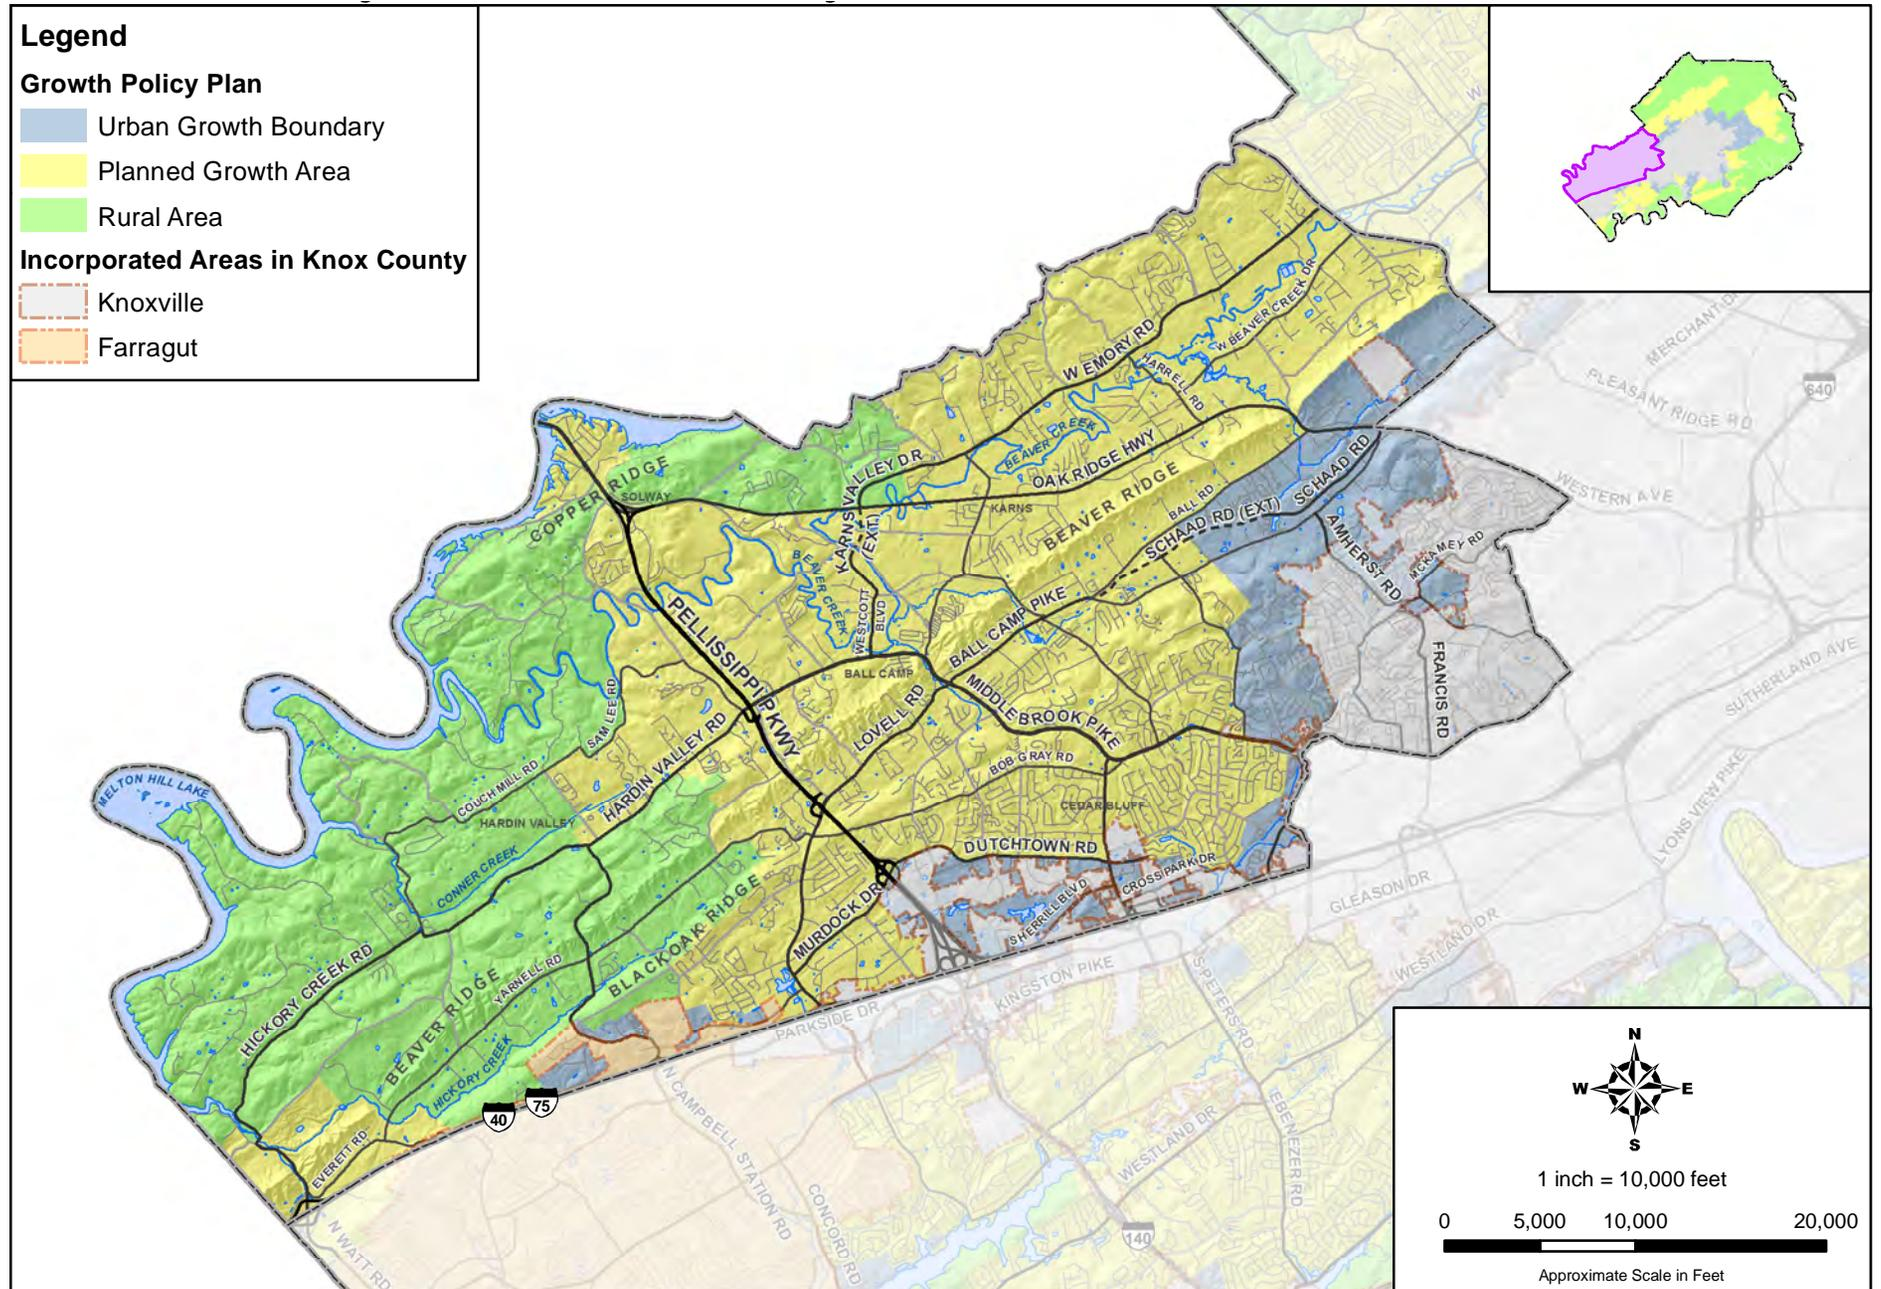 Legend
Growth Policy Plan
Urban Growth Boundary
Planned Growth Area
Rural Area
Incorporated Areas in Knox County
Knoxville
Farragut
W
MERCHANT DR
640
PLEASANT RIDGE RD
W EMORY RD
W BEAVER CREEK DR
HARRELL RD
BEAVER CREEK
OAK RIDGE HWY
KARNS VALLEY DR
(EXT.)
COPPER RIDGE
SOLWAY
KARNS
BEAVER RIDGE
BALL RD
SCHAAD RD (EXT)
SCHAAD RD
WESTERN AVE
AMHERST RD
MCKAMEY RD
BEAVER CREEK
WESTCOTT
BLVD
PELLISSIPPI PKWY
BALL CAMP PIKE
BALL CAMP
FRANCIS RD
SUTHERLAND AVE
SAM LEE RD
LOVELL RD
MIDDLEBROOK PIKE
HARDIN VALLEY RD
BOB GRAY RD
COUCH MILL RD
MELTON HILL LAKE
HARDIN VALLEY
CEDAR BLUFF
LYONS VIEW PIKE
DUTCHTOWN RD
CONNER CREEK
CROSS PARK DR
GLEASON DR
SHERRILL BLVD
MURDOCK DR
BLACKOAK RIDGE
WESTLAND DR
HICKORY CREEK RD
YARNELL RD
BEAVER RIDGE
KINGSTON PIKE
S PETERS RD
PARKSIDE DR
HICKORY CREEK
40
75
N CAMPBELL STATION RD
EVERETT RD
WESTLAND DR
EBENEZER RD
CONCORD RD
N WATT RD
140
N
W
E
S
1 inch = 10,000 feet
0 5,000 10,000 20,000
Approximate Scale in Feet